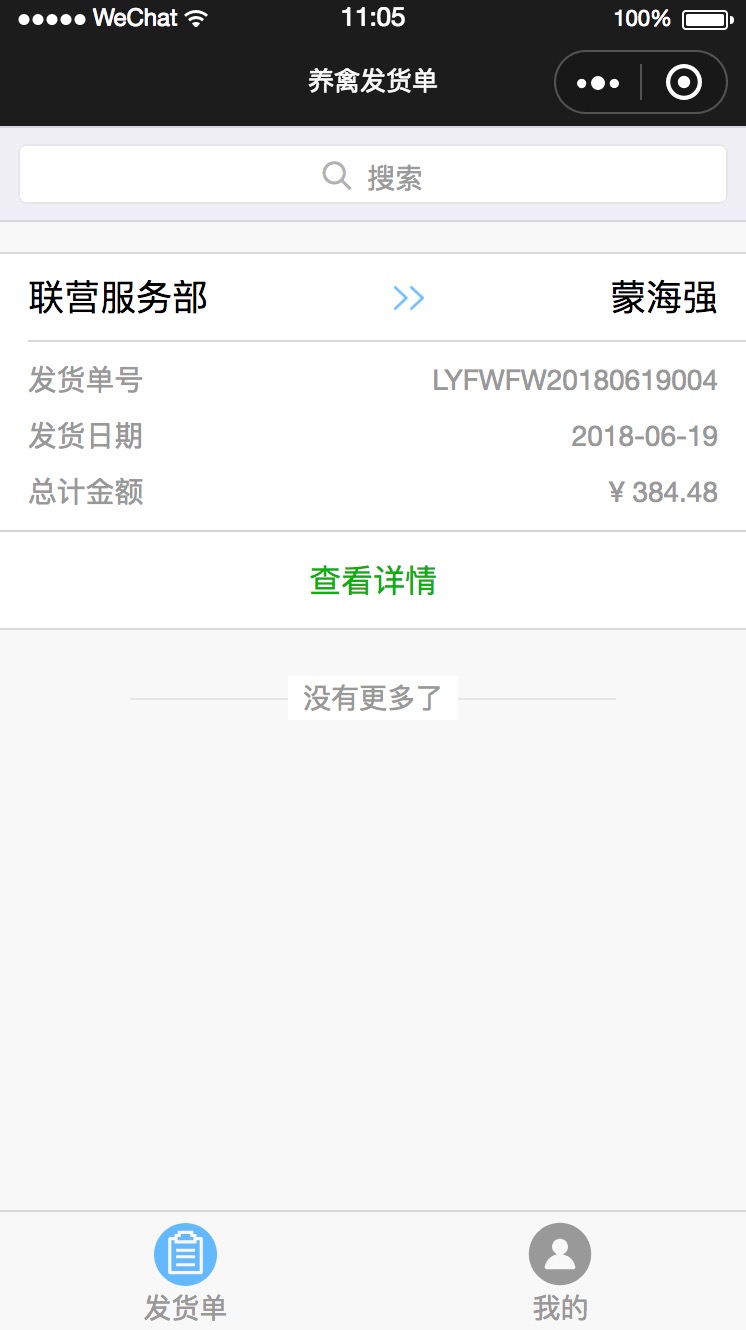 WeChat 11:05 100%
养禽发货单
搜索
联营服务部 >> 蒙海强
发货单号 LYFWFW20180619004
发货日期 2018-06-19
总计金额 ¥ 384.48
查看详情
没有更多了
发货单 我的